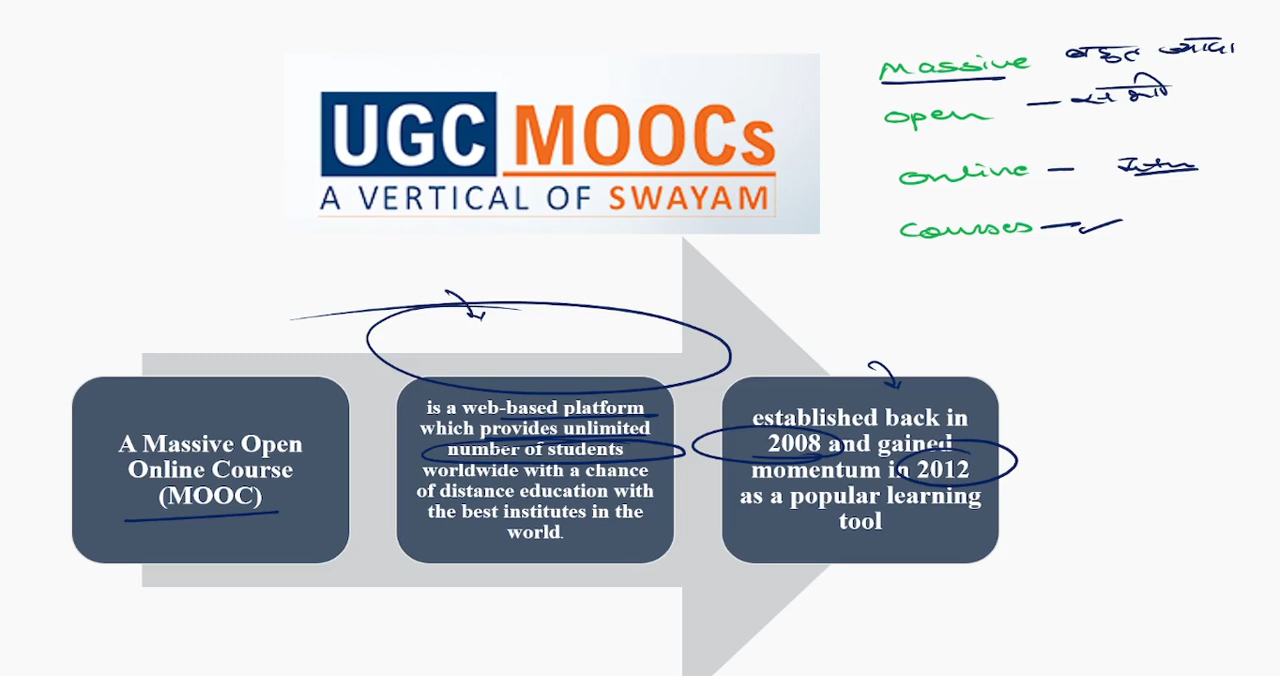 UGC MOOCs
A VERTICAL OF SWAYAM
Massive बहुत
open — सभी
online —
courses —
A Massive Open
Online Course
(MOOC)
is a web-based platform
which provides unlimited
number of students
worldwide with a chance
of distance education with
the best institutes in the
world.
established back in
2008 and gained
momentum in 2012
as a popular learning
tool